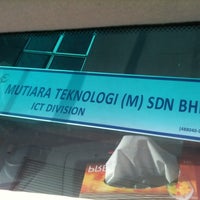 MUTIARA TEKNOLOGI (M) SDN BH
ICT DIVISION